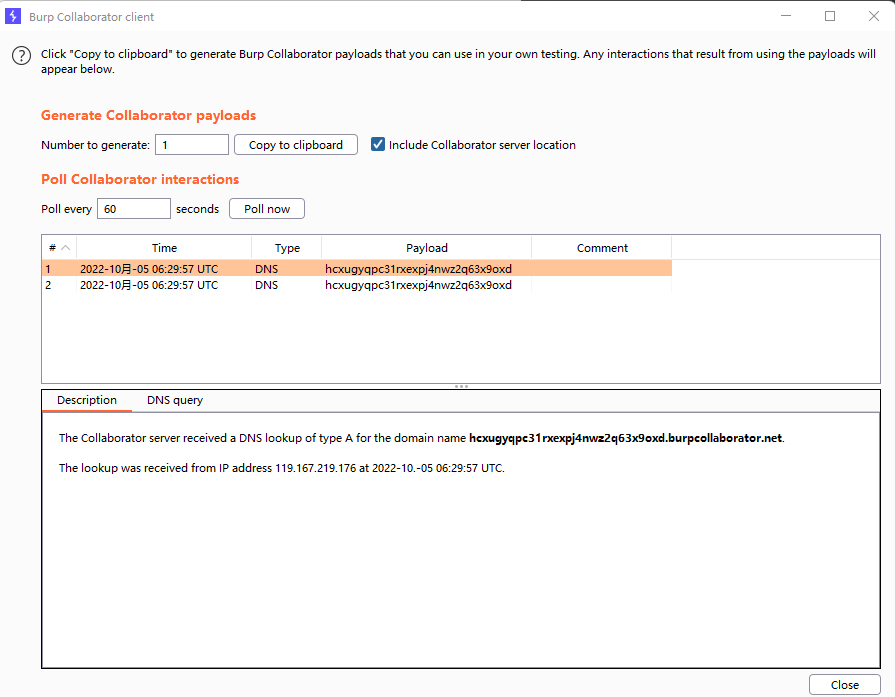 Burp Collaborator client
Click "Copy to clipboard" to generate Burp Collaborator payloads that you can use in your own testing. Any interactions that result from using the payloads will
appear below.
Generate Collaborator payloads
Number to generate: 1 Copy to clipboard Include Collaborator server location
Poll Collaborator interactions
Poll every 60 seconds Poll now
# Time Type Payload Comment
1 2022-10月-05 06:29:57 UTC DNS hcxugyqpc31rxexpj4nwz2q63x9oxd
2 2022-10月-05 06:29:57 UTC DNS hcxugyqpc31rxexpj4nwz2q63x9oxd
Description DNS query
The Collaborator server received a DNS lookup of type A for the domain name hcxugyqpc31rxexpj4nwz2q63x9oxd.burpcollaborator.net.
The lookup was received from IP address 119.167.219.176 at 2022-10.-05 06:29:57 UTC.
Close